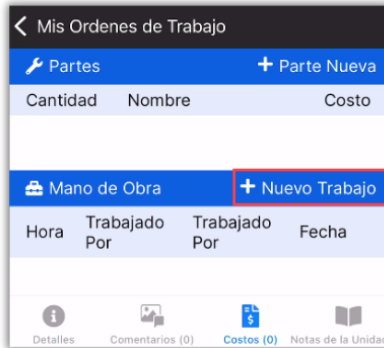 Mis Ordenes de Trabajo
Partes + Parte Nueva
Cantidad Nombre Costo
Mano de Obra + Nuevo Trabajo
Hora Trabajado Por Trabajado Por Fecha
Detalles Comentarios (0) Costos (0) Notas de la Unidad